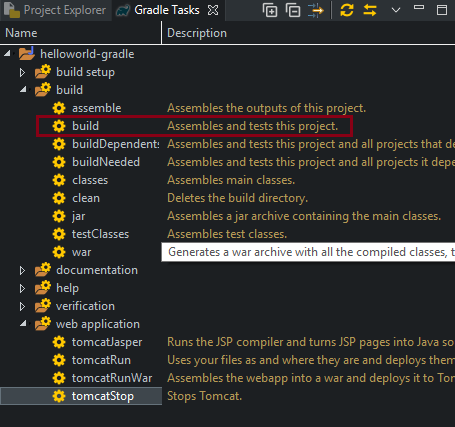 Project Explorer Gradle Tasks
Name Description
helloworld-gradle
build setup
build
assemble Assembles the outputs of this project.
build Assembles and tests this project.
buildDependents Assembles and tests this project and all projects that de
buildNeeded Assembles and tests this project and all projects it depe
classes Assembles main classes.
clean Deletes the build directory.
jar Assembles a jar archive containing the main classes.
testClasses Assembles test classes.
war Generates a war archive with all the compiled classes, t
documentation
help
verification
web application
tomcatJasper Runs the JSP compiler and turns JSP pages into Java so
tomcatRun Uses your files as and where they are and deploys them
tomcatRunWar Assembles the webapp into a war and deploys it to Tom
tomcatStop Stops Tomcat.